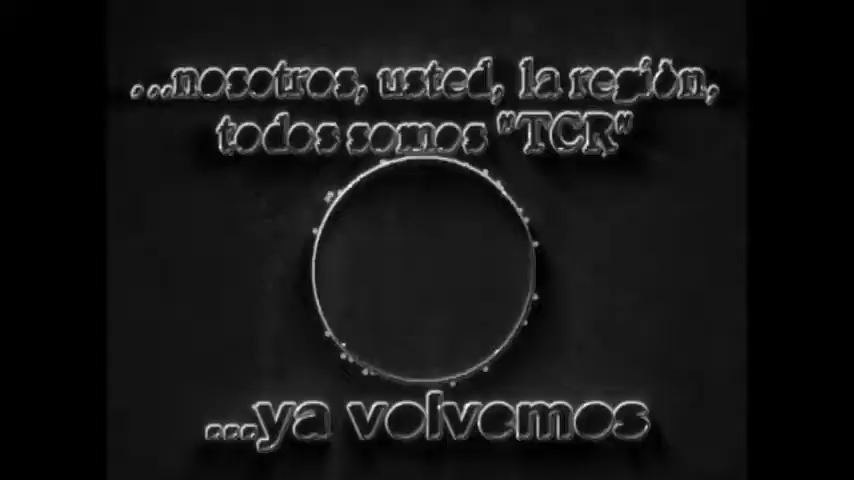 ...nosotros, usted, la región,
todos somos "TCR"
...ya volvemos